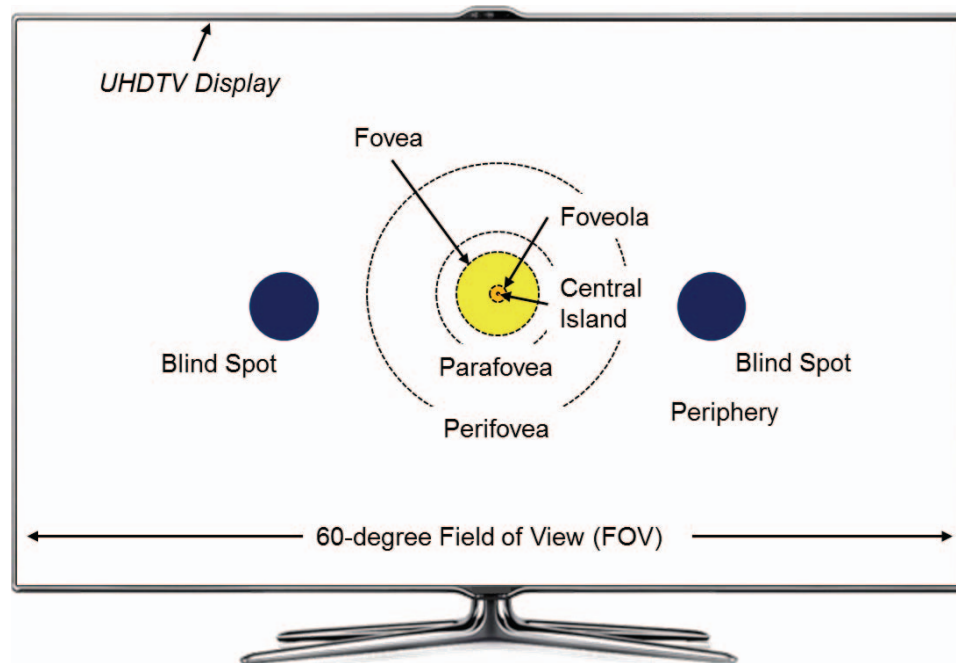 UHDTV Display
Fovea
Foveola
Central
Island
Blind Spot
Parafovea
Blind Spot
Periphery
Perifovea
60-degree Field of View (FOV)